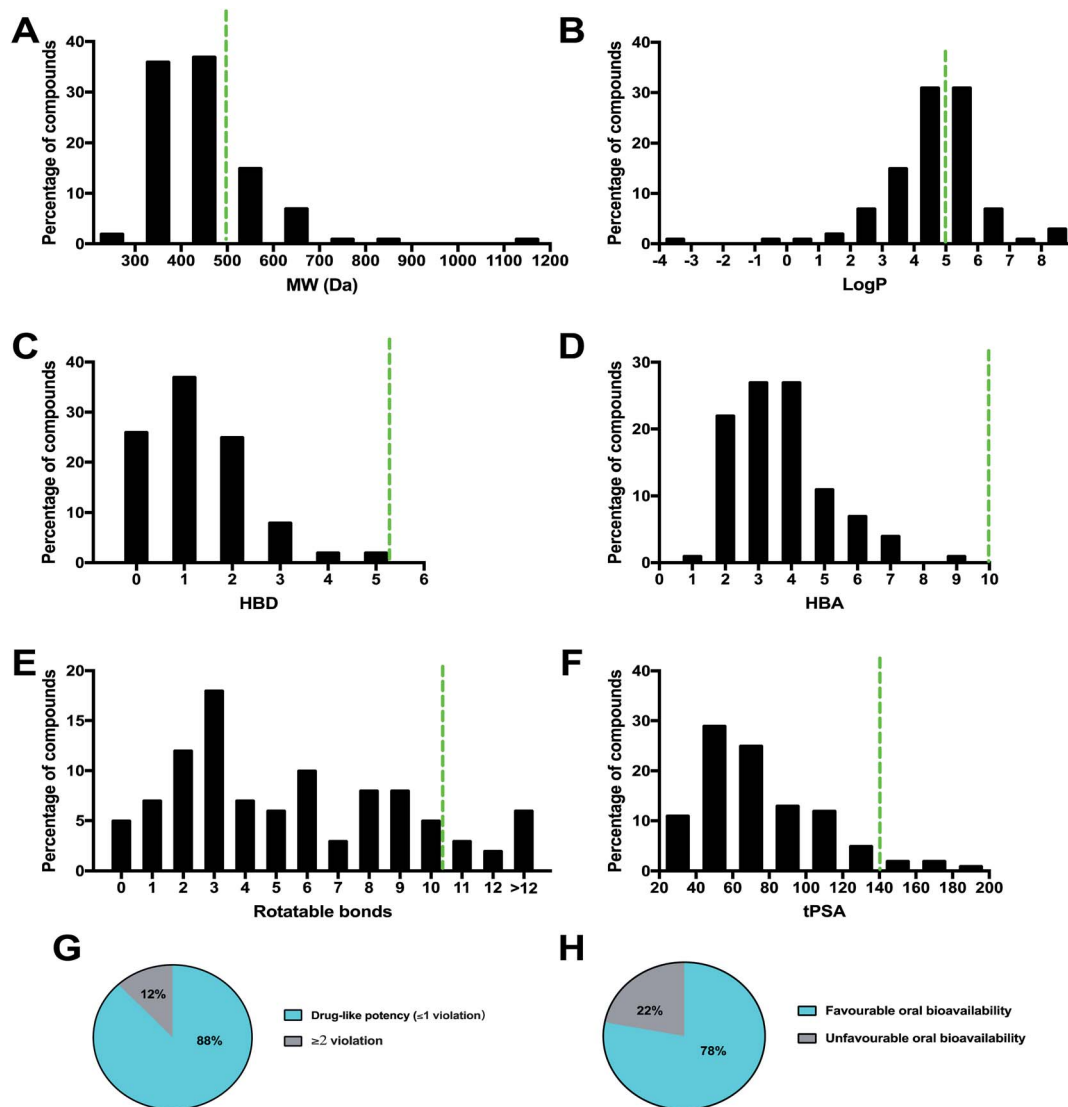 A
Percentage of compounds
40
30
20
10
0
300 400 500 600 700 800 900 1000 1100 1200
MW (Da)
B
Percentage of compounds
40
30
20
10
0
-4 -3 -2 -1 0 1 2 3 4 5 6 7 8
LogP
C
Percentage of compounds
40
30
20
10
0
0 1 2 3 4 5 6
HBD
D
Percentage of compounds
30
20
10
0
0 1 2 3 4 5 6 7 8 9 10
HBA
E
Percentage of compounds
20
15
10
5
0
0 1 2 3 4 5 6 7 8 9 10 11 12 >12
Rotatable bonds
F
Percentage of compounds
40
30
20
10
0
20 40 60 80 100 120 140 160 180 200
tPSA
G
12%
88%
Drug-like potency (≤1 violation)
≥2 violation
H
22%
78%
Favourable oral bioavailability
Unfavourable oral bioavailability